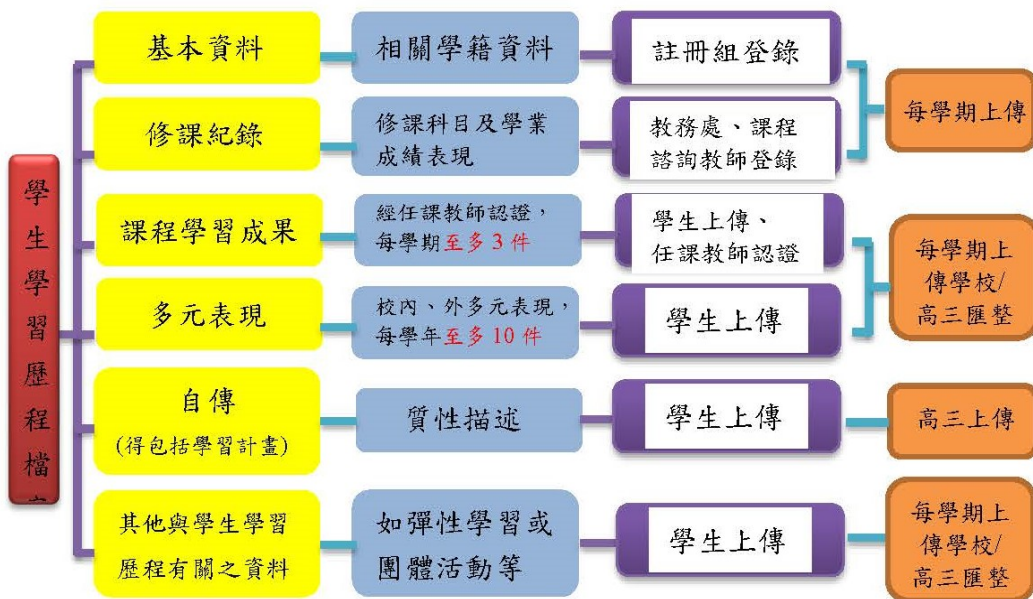 學生學習歷程檔
基本資料
相關學籍資料
註冊組登錄
每學期上傳
修課紀錄
修課科目及學業
成績表現
教務處、課程
諮詢教師登錄
課程學習成果
經任課教師認證，
每學期至多 3 件
學生上傳、
任課教師認證
每學期上
傳學校/
高三匯整
多元表現
校內、外多元表現，
每學年至多 10 件
學生上傳
自傳
(得包括學習計畫)
質性描述
學生上傳
高三上傳
其他與學生學習
歷程有關之資料
如彈性學習或
團體活動等
學生上傳
每學期上
傳學校/
高三匯整